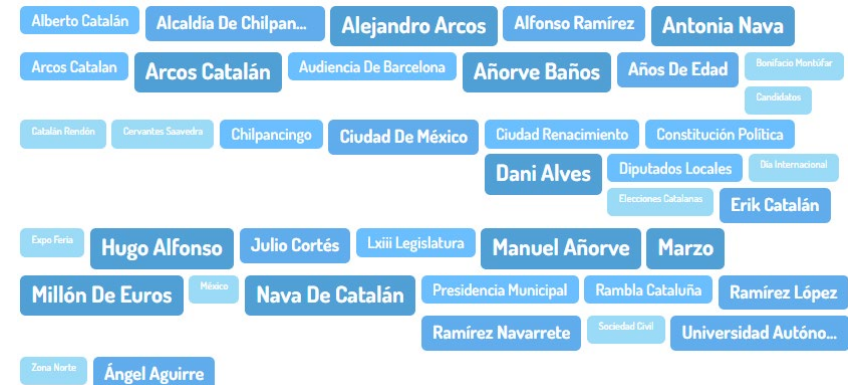 Alberto Catalán Alcaldía De Chilpan... Alejandro Arcos Alfonso Ramírez Antonia Nava
Arcos Catalan Arcos Catalán Audiencia De Barcelona Añorve Baños Años De Edad Bonifacio Montúfar
Candidatos
Catalán Rendón Cervantes Saavedra Chilpancingo Ciudad De México Ciudad Renacimiento Constitución Política
Dani Alves Diputados Locales Día Internacional
Elecciones Catalanas Erik Catalán
Expo Feria Hugo Alfonso Julio Cortés Lxiii Legislatura Manuel Añorve Marzo
Millón De Euros México Nava De Catalán Presidencia Municipal Rambla Cataluña Ramírez López
Ramírez Navarrete Sociedad Civil Universidad Autóno...
Zona Norte Ángel Aguirre